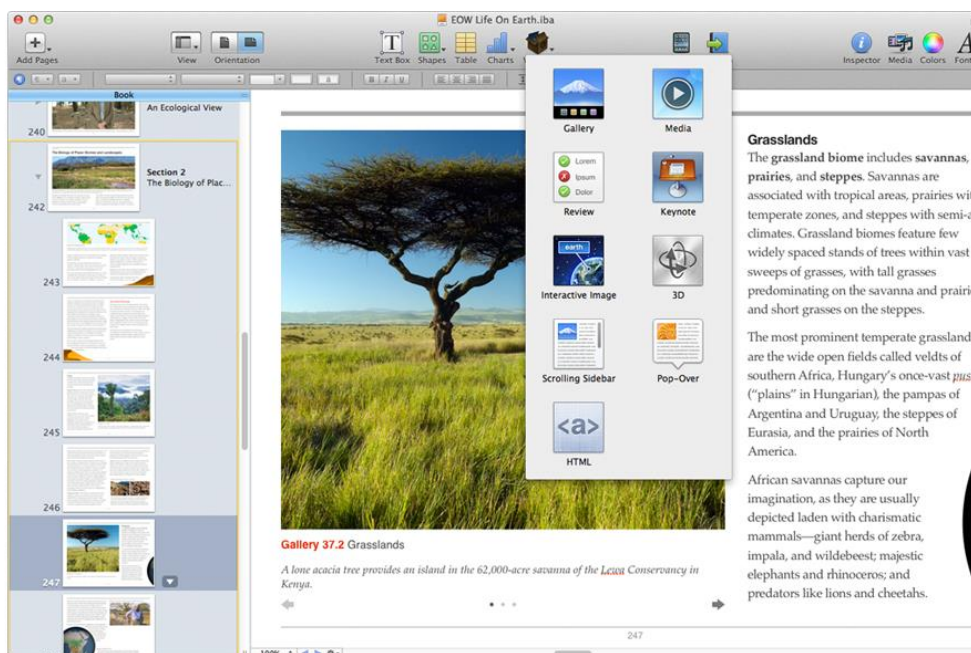 EOW Life On Earth.iba
Add Pages
View
Orientation
Text Box
Shapes
Table
Charts
Inspector
Media
Colors
a
B I U
Book
An Ecological View
240
Section 2
The Biology of Plac...
242
243
244
245
246
247
Gallery
Media
Lorem
Ipsum
Dolor
Review
Keynote
earth
Interactive Image
3D
Scrolling Sidebar
Pop-Over
<a>
HTML
Gallery 37.2 Grasslands
A lone acacia tree provides an island in the 62,000-acre savanna of the Lewa Conservancy in
Kenya.
Grasslands
The grassland biome includes savannas,
prairies, and steppes. Savannas are
associated with tropical areas, prairies
temperate zones, and steppes with
climates. Grassland biomes feature few
widely spaced stands of trees within vast
sweeps of grasses, with tall grasses
predominating on the savanna and
and short grasses on the steppes.
The most prominent temperate
are the wide open fields called veldts of
southern Africa, Hungary's once-vast
("plains" in Hungarian), the pampas of
Argentina and Uruguay, the steppes of
Eurasia, and the prairies of North
America.
African savannas capture our
imagination, as they are usually
depicted laden with charismatic
mammals—giant herds of zebra,
impala, and wildebeest; majestic
elephants and rhinoceros; and
predators like lions and cheetahs.
247